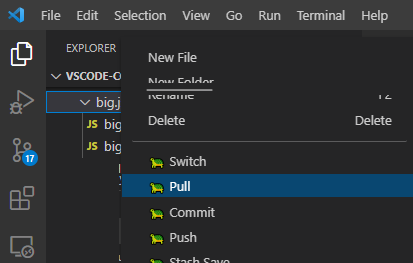 File Edit Selection View Go Run Terminal Help
EXPLORER
New File
VSCODE-C
New Folder
big.j
Rename F2
JS big
Delete Delete
JS big
17
Switch
Pull
Commit
Push
Stash Save